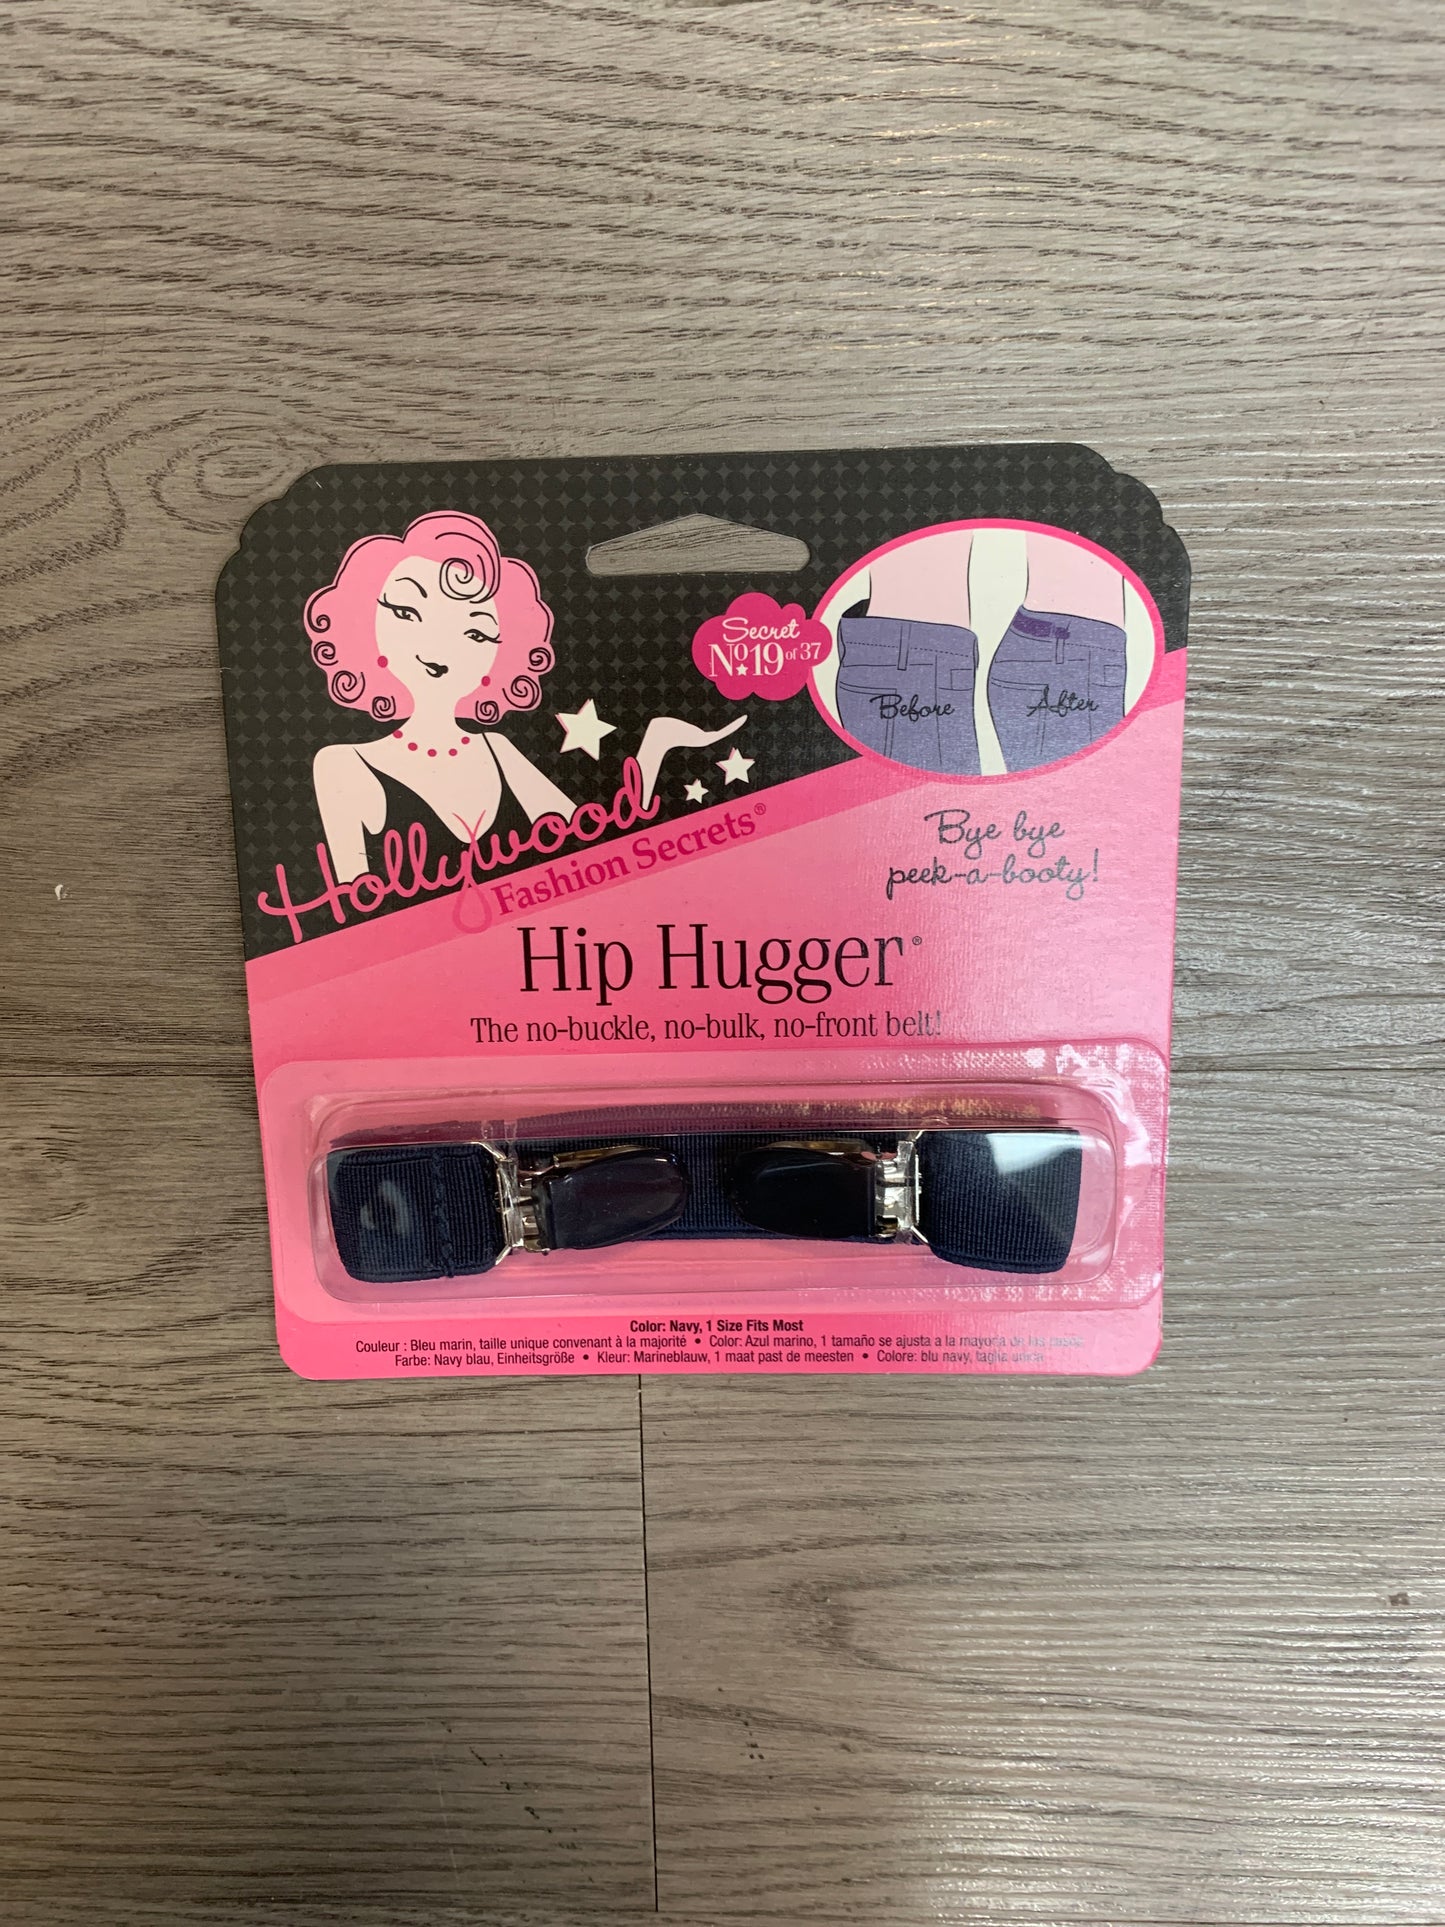 Secret
No 19 of 37
Before
After
Hollywood
Fashion Secrets®
Bye bye
peek-a-booty!
Hip Hugger®
The no-buckle, no-bulk, no-front belt!
Color: Navy, 1 Size Fits Most
Couleur : Bleu marin, taille unique convenant à la majorité • Color: Azul marino, 1 tamaño se ajusta a la mayoría de los casos
Farbe: Navy blau, Einheitsgröße • Kleur: Marineblauw, 1 maat past de meesten • Colore: blu navy, taglia unica